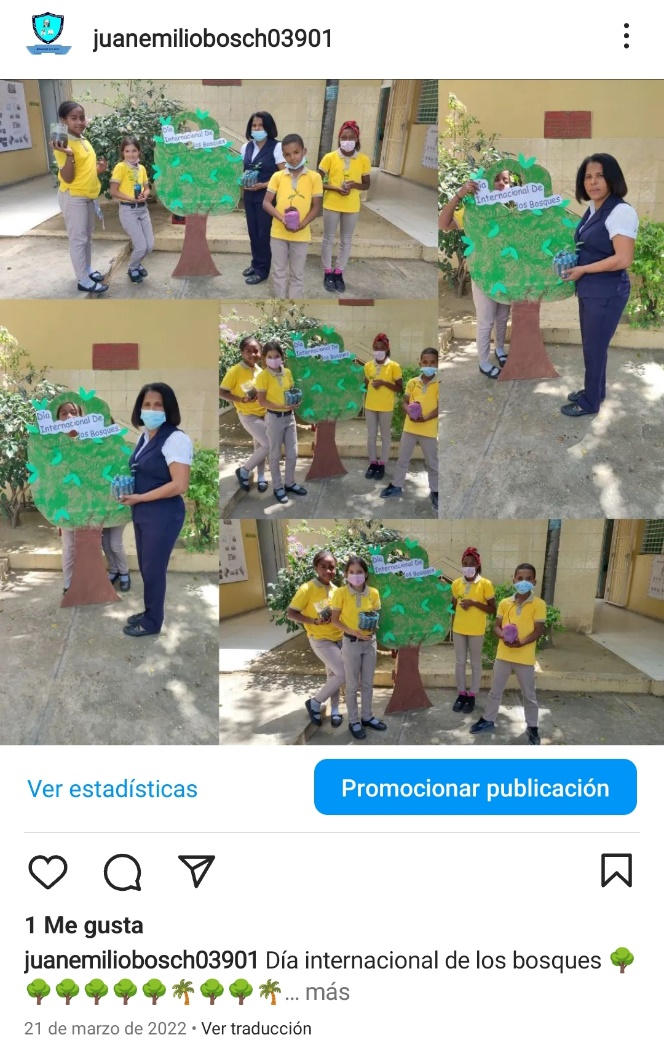 juanemiliobosch03901
Día
Internacional De
los Bosques
Día
Internacional De
los Bosques
Día
Internacional De
los Bosques
Día
Internacional De
los Bosques
Día
Internacional De
los Bosques
Ver estadísticas
Promocionar publicación
1 Me gusta
juanemiliobosch03901 Día internacional de los bosques 🌳
🌳🌳🌳🌳🌳🌴🌳🌳🌴... más
21 de marzo de 2022 • Ver traducción